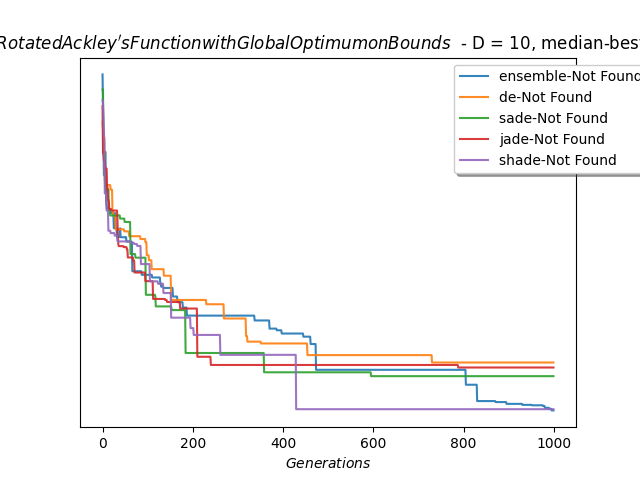 RotatedAckley'sFunctionwithGlobalOptimumonBounds - D = 10, median-best
ensemble-Not Found
de-Not Found
sade-Not Found
jade-Not Found
shade-Not Found
0 200 400 600 800 1000
Generations